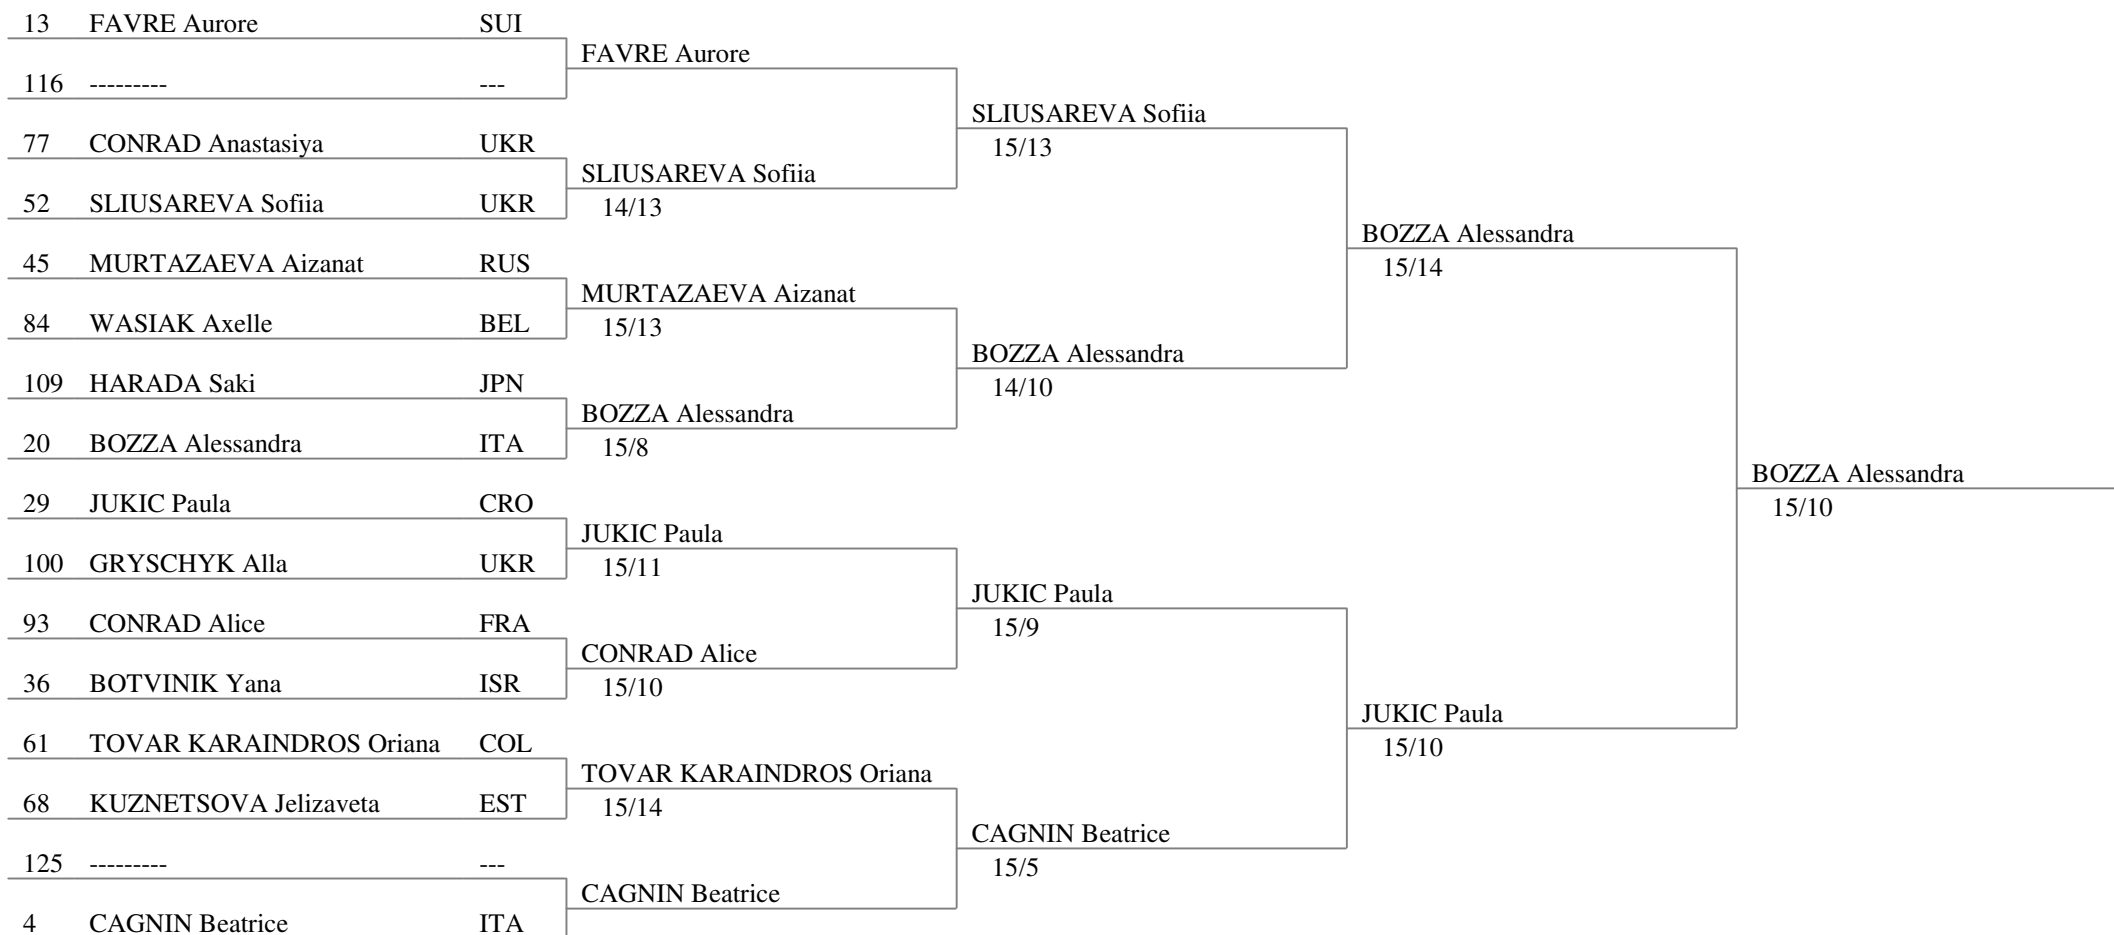 13 FAVRE Aurore SUI
FAVRE Aurore
116 --------- ---
SLIUSAREVA Sofiia
15/13
77 CONRAD Anastasiya UKR
SLIUSAREVA Sofiia
14/13
52 SLIUSAREVA Sofiia UKR
BOZZA Alessandra
15/14
45 MURTAZAEVA Aizanat RUS
MURTAZAEVA Aizanat
15/13
84 WASIAK Axelle BEL
BOZZA Alessandra
14/10
109 HARADA Saki JPN
BOZZA Alessandra
15/8
20 BOZZA Alessandra ITA
BOZZA Alessandra
15/10
29 JUKIC Paula CRO
JUKIC Paula
15/11
100 GRYSCHYK Alla UKR
JUKIC Paula
15/9
93 CONRAD Alice FRA
CONRAD Alice
15/10
36 BOTVINIK Yana ISR
JUKIC Paula
15/10
61 TOVAR KARAINDROS Oriana COL
TOVAR KARAINDROS Oriana
15/14
68 KUZNETSOVA Jelizaveta EST
CAGNIN Beatrice
15/5
125 --------- ---
CAGNIN Beatrice
4 CAGNIN Beatrice ITA